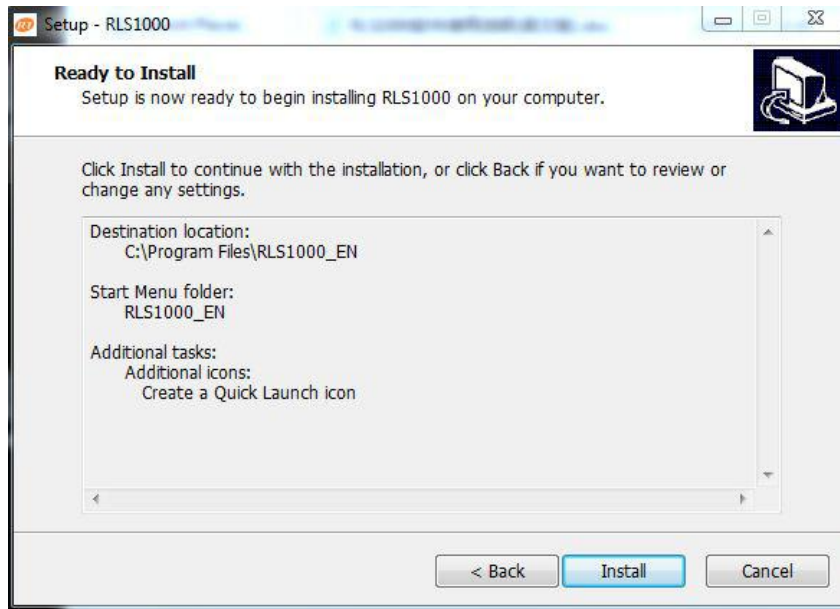 Setup - RLS1000
Ready to Install
Setup is now ready to begin installing RLS1000 on your computer.
Click Install to continue with the installation, or click Back if you want to review or
change any settings.
Destination location:
C:\Program Files\RLS1000_EN
Start Menu folder:
RLS1000_EN
Additional tasks:
Additional icons:
Create a Quick Launch icon
< Back
Install
Cancel